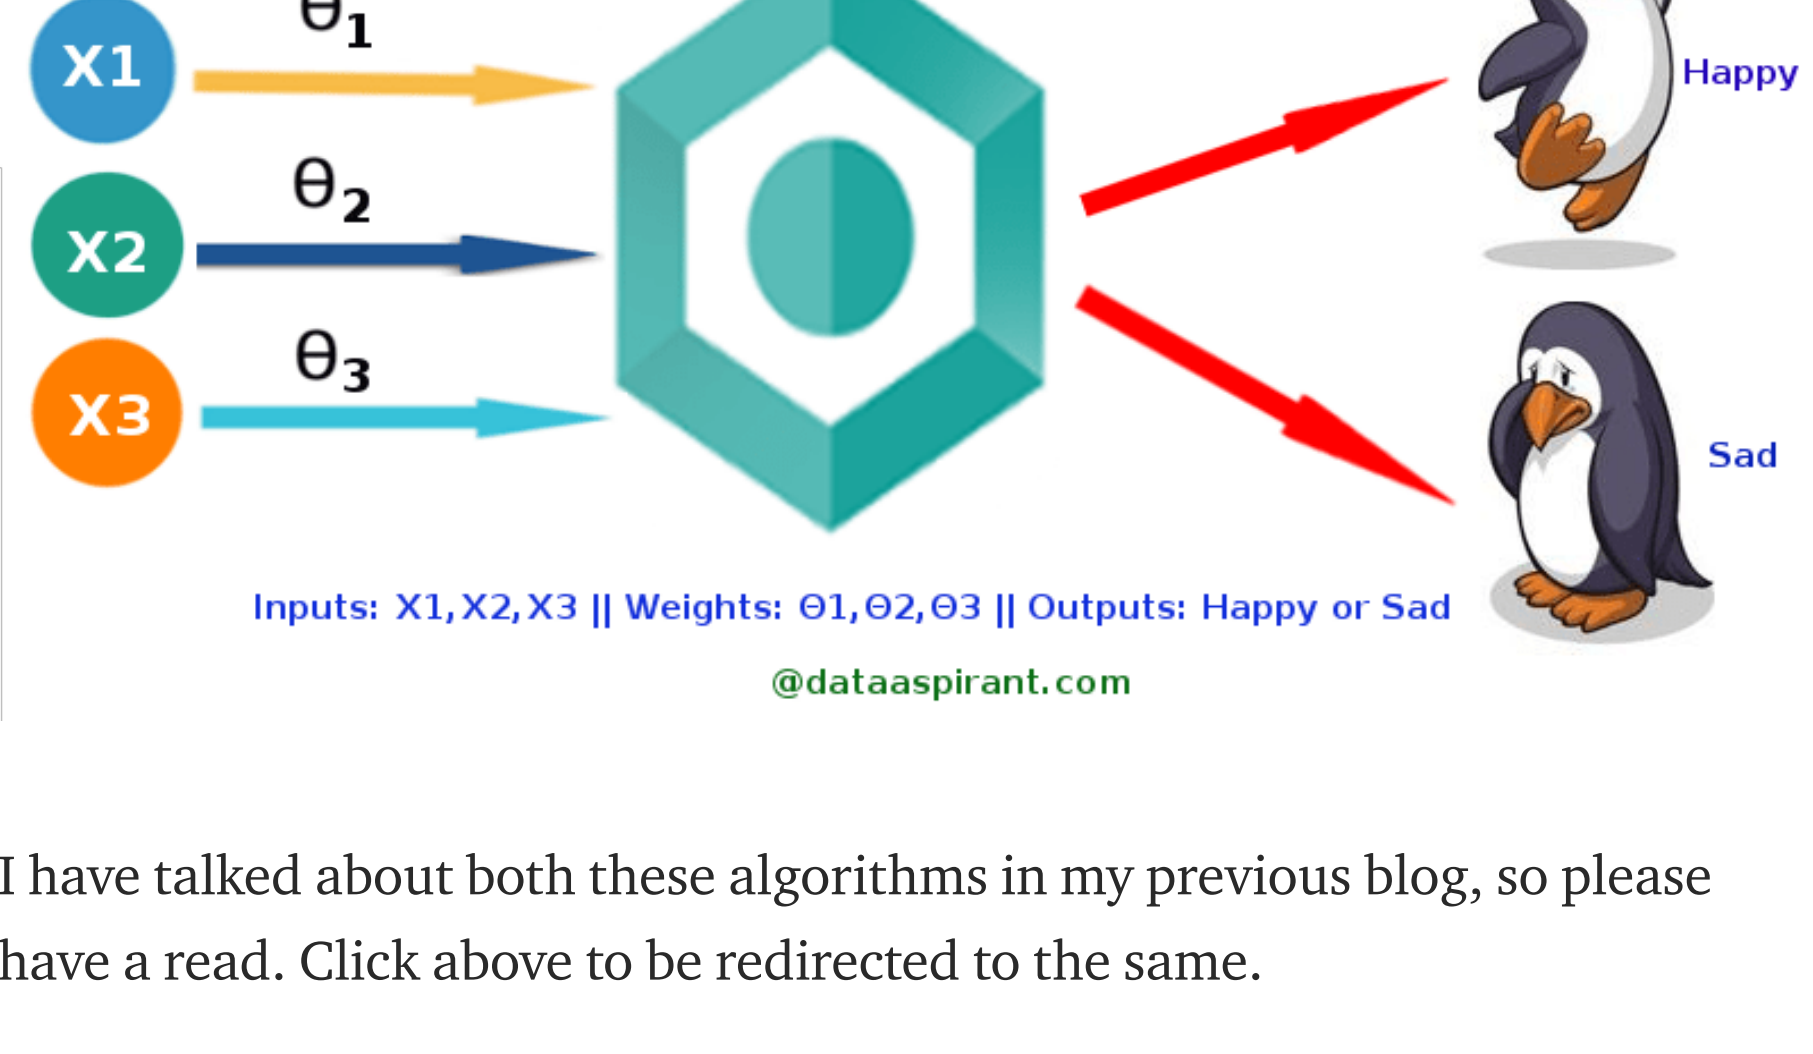 X1
θ1
Happy
X2
θ2
X3
θ3
Sad
Inputs: X1,X2,X3 || Weights: Θ1,Θ2,Θ3 || Outputs: Happy or Sad
@dataaspirant.com
I have talked about both these algorithms in my previous blog, so please
have a read. Click above to be redirected to the same.